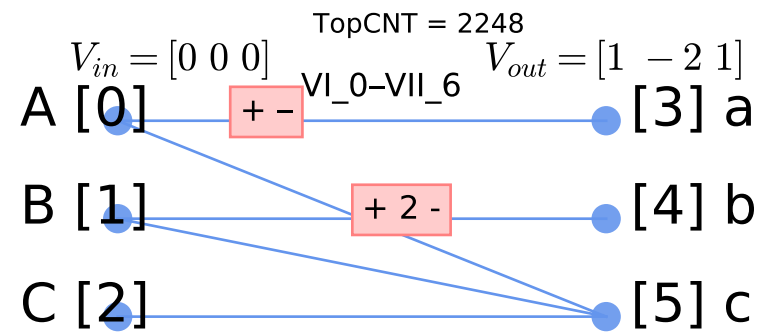 TopCNT = 2248
V_in = [0 0 0]
V_out = [1 −2 1]
VI_0–VII_6
A [0]
+ −
[3] a
B [1]
+ 2 -
[4] b
C [2]
[5] c